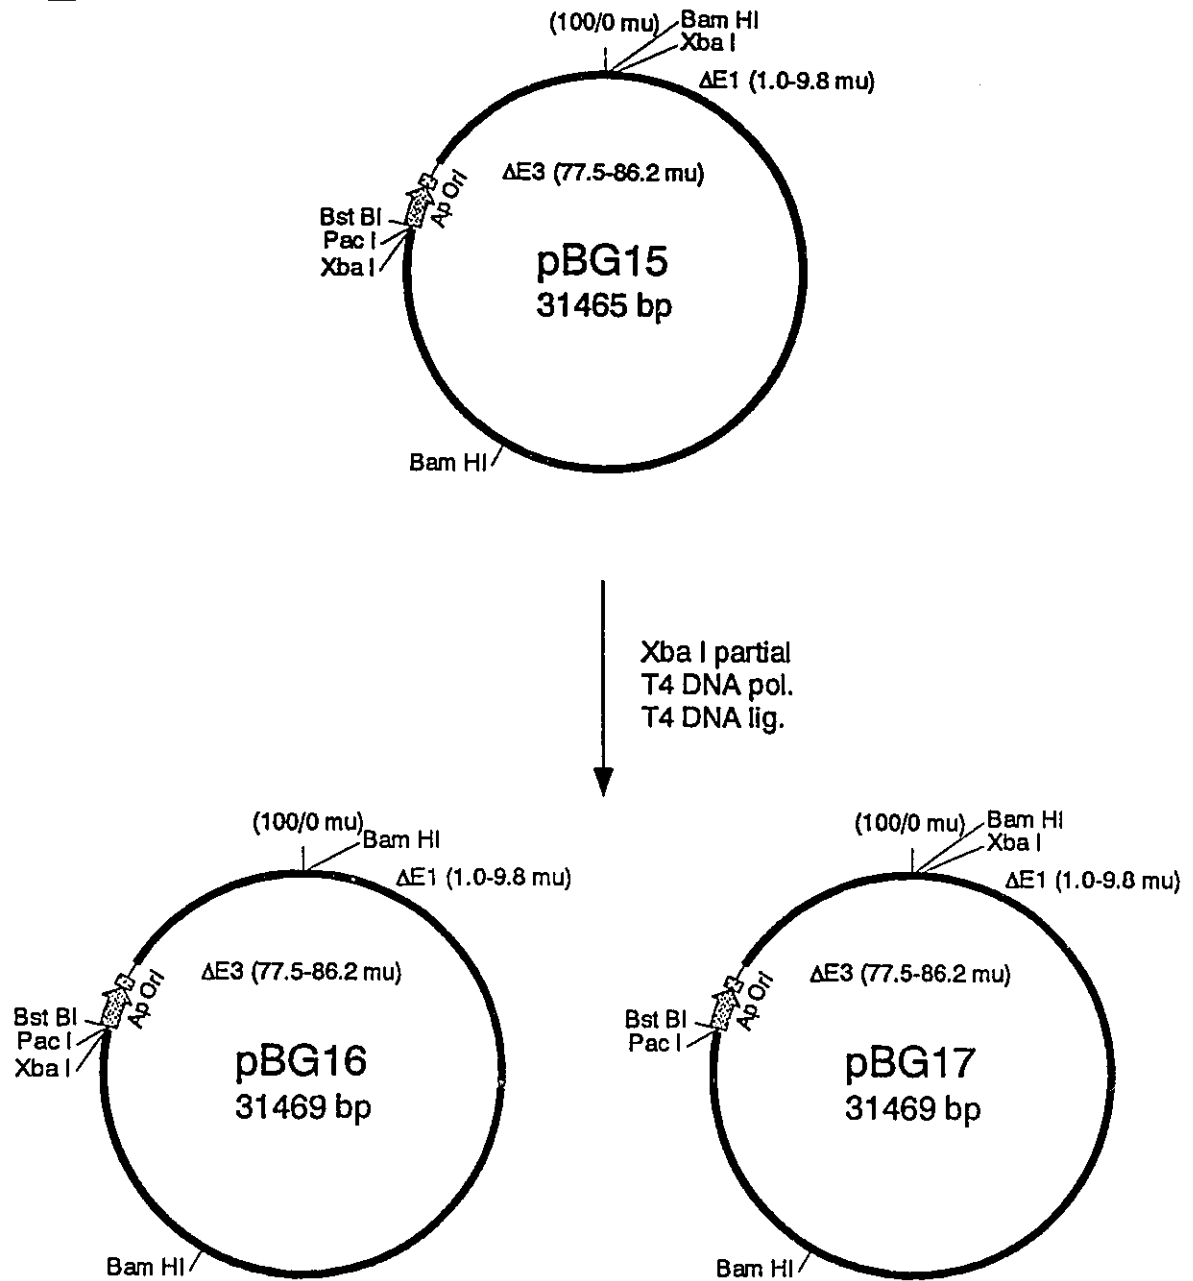 (100/0 mu)
Bam HI
Xba I
ΔE1 (1.0-9.8 mu)
ΔE3 (77.5-86.2 mu)
Ap Ori
Bst BI
Pac I
Xba I
pBG15
31465 bp
Bam HI
Xba I partial
T4 DNA pol.
T4 DNA lig.
(100/0 mu)
Bam HI
ΔE1 (1.0-9.8 mu)
ΔE3 (77.5-86.2 mu)
Ap Ori
Bst BI
Pac I
Xba I
pBG16
31469 bp
Bam HI
(100/0 mu)
Bam HI
Xba I
ΔE1 (1.0-9.8 mu)
ΔE3 (77.5-86.2 mu)
Ap Ori
Bst BI
Pac I
pBG17
31469 bp
Bam HI